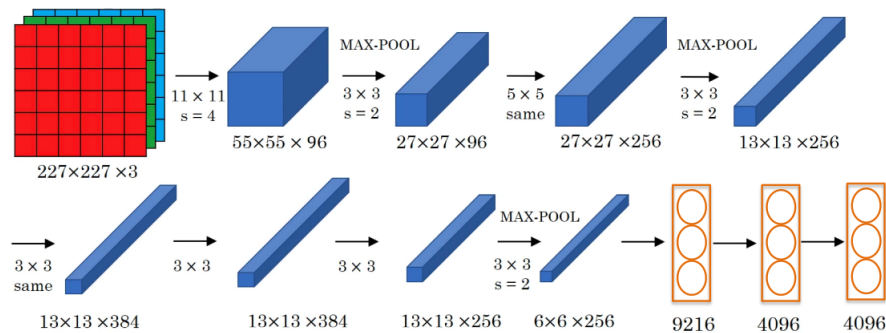 MAX-POOL
MAX-POOL
11 × 11
s = 4
3 × 3
s = 2
5 × 5
same
3 × 3
s = 2
227×227 ×3
55×55 × 96
27×27 ×96
27×27 ×256
13×13 ×256
MAX-POOL
3 × 3
same
3 × 3
3 × 3
3 × 3
s = 2
13×13 ×384
13×13 ×384
13×13 ×256
6×6 ×256
9216
4096
4096